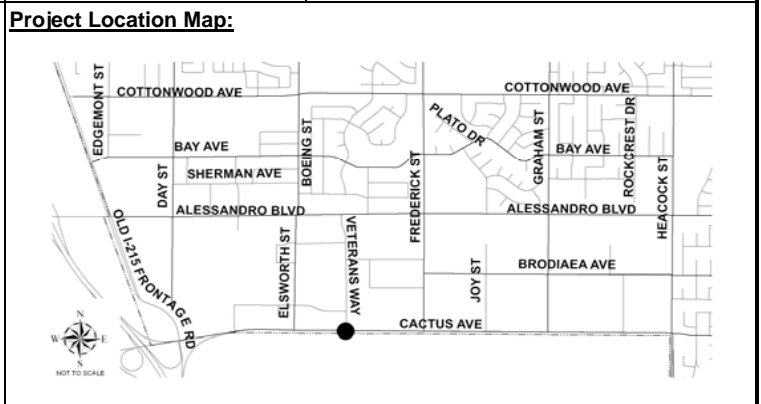 Project Location Map:
EDGEMONT ST
COTTONWOOD AVE
COTTONWOOD AVE
PLATO DR
GRAHAM ST
ROCKCREST DR
BAY AVE
BOEING ST
BAY AVE
DAY ST
SHERMAN AVE
FREDERICK ST
HEACOCK ST
ALESSANDRO BLVD
ALESSANDRO BLVD
OLD I-215 FRONTAGE RD
ELSWORTH ST
VETERANS WAY
JOY ST
BRODIAEA AVE
CACTUS AVE
N
W E
S
NOT TO SCALE